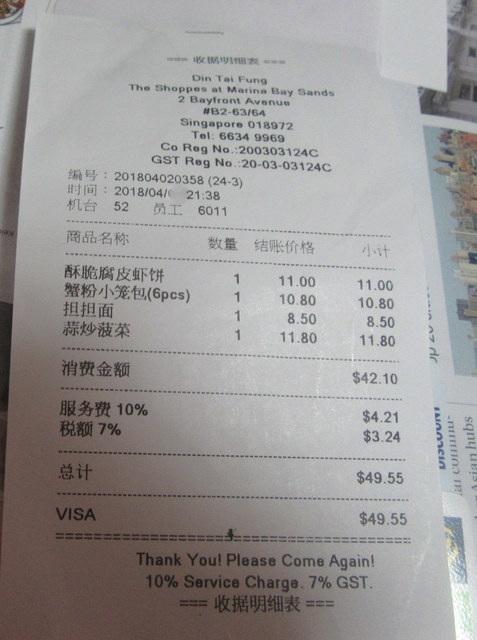 === 收据明细表 ===
Din Tai Fung
The Shoppes at Marina Bay Sands
2 Bayfront Avenue
#B2-63/64
Singapore 018972
Tel: 6634 9969
Co Reg No.:200303124C
GST Reg No.:20-03-03124C
编号：201804020358 (24-3)
时间：2018/04/ 21:38
机台 52 员工 6011
商品名称 数量 结账价格 小计
酥脆腐皮虾饼 1 11.00 11.00
蟹粉小笼包(6pcs) 1 10.80 10.80
担担面 1 8.50 8.50
蒜炒菠菜 1 11.80 11.80
消费金额 $42.10
服务费 10% $4.21
税额 7% $3.24
总计 $49.55
VISA $49.55
Thank You! Please Come Again!
10% Service Charge. 7% GST.
=== 收据明细表 ===
DISCOUNT
Asian hubs